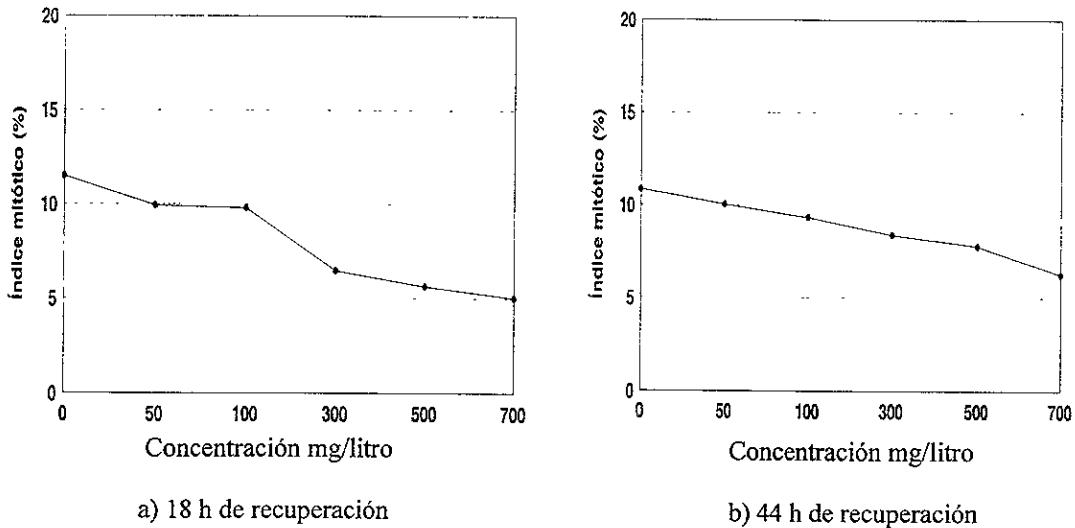 20
15
10
5
0
Índice mitótico (%)
0 50 100 300 500 700
Concentración mg/litro
a) 18 h de recuperación
20
15
10
5
0
Índice mitótico (%)
0 50 100 300 500 700
Concentración mg/litro
b) 44 h de recuperación